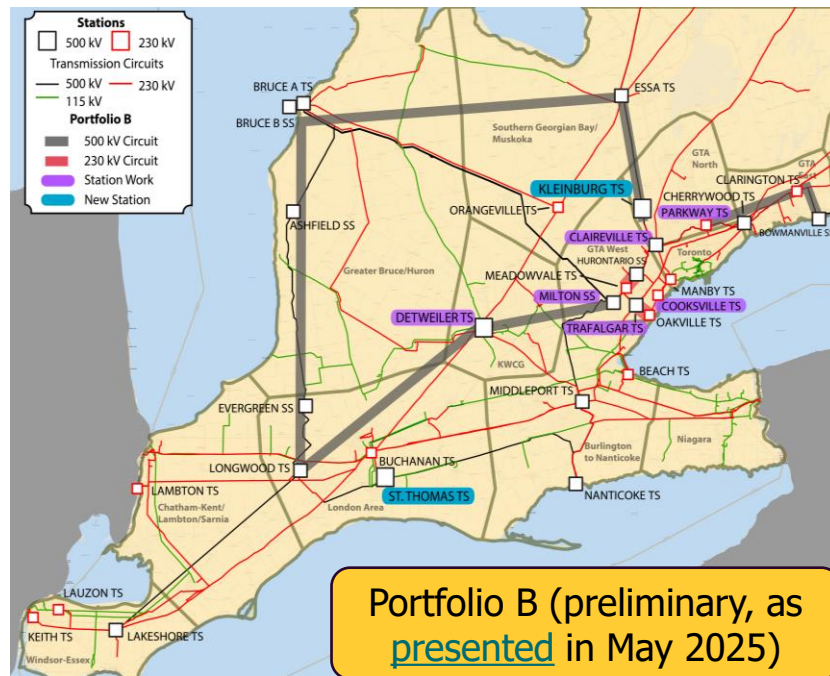 Stations
500 kV 230 kV
Transmission Circuits
500 kV 230 kV
115 kV
Portfolio B
500 kV Circuit
230 kV Circuit
Station Work
New Station
BRUCE A TS
BRUCE B SS
ESSA TS
Southern Georgian Bay/
Muskoka
GTA
North
GTA
East
CLARINGTON TS
KLEINBURG TS
CHERRYWOOD TS
PARKWAY TS
ORANGEVILLE TS
ASHFIELD SS
BOWMANVILLE SS
CLAIREVILLE TS
GTA West
HURONTARIO SS
Toronto
Greater Bruce/Huron
MEADOWVALE TS
MANBY TS
MILTON SS
COOKSVILLE TS
DETWEILER TS
TRAFALGAR TS
OAKVILLE TS
KWCG
BEACH TS
MIDDLEPORT TS
EVERGREEN SS
Burlington
to Nanticoke
Niagara
LONGWOOD TS
BUCHANAN TS
LAMBTON TS
ST. THOMAS TS
NANTICOKE TS
Chatham-Kent/
Lambton/Sarnia
London Area
LAUZON TS
KEITH TS
LAKESHORE TS
Windsor-Essex
Portfolio B (preliminary, as
presented in May 2025)